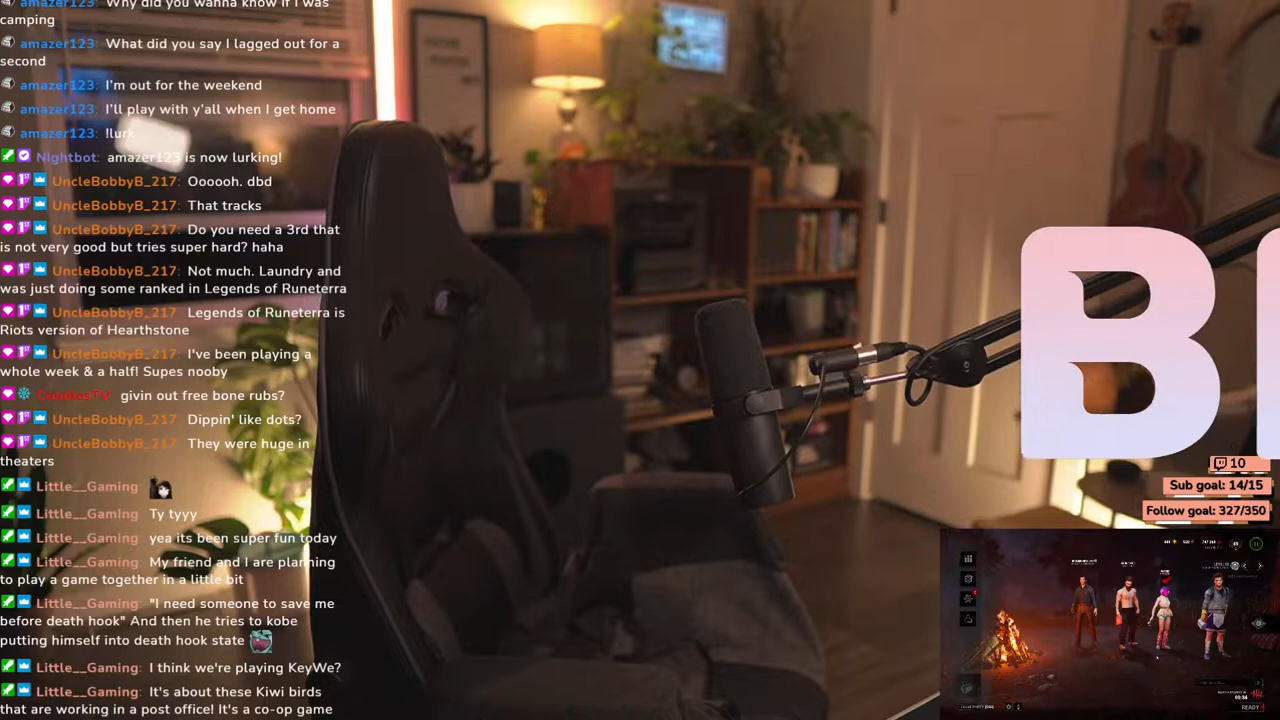 amazer123: Why did you wanna know if I was
camping
amazer123: What did you say I lagged out for a
second
amazer123: I'm out for the weekend
amazer123: I'll play with y'all when I get home
amazer123: !lurk
Nightbot: amazer123 is now lurking!
UncleBobbyB_217: Oooooh. dbd
UncleBobbyB_217: That tracks
UncleBobbyB_217: Do you need a 3rd that
is not very good but tries super hard? haha
UncleBobbyB_217: Not much. Laundry and
was just doing some ranked in Legends of Runeterra
UncleBobbyB_217: Legends of Runeterra is
Riots version of Hearthstone
UncleBobbyB_217: I've been playing a
whole week & a half! Supes nooby
CandlesTV: givin out free bone rubs?
UncleBobbyB_217: Dippin' like dots?
UncleBobbyB_217: They were huge in
theaters
Little__Gaming:
Little__Gaming: Ty tyyy
Little__Gaming: yea its been super fun today
Little__Gaming: My friend and I are planning
to play a game together in a little bit
Little__Gaming: "I need someone to save me
before death hook" And then he tries to kobe
putting himself into death hook state
Little__Gaming: I think we're playing KeyWe?
Little__Gaming: It's about these Kiwi birds
that are working in a post office! It's a co-op game
B
10
Sub goal: 14/15
Follow goal: 327/350
READY